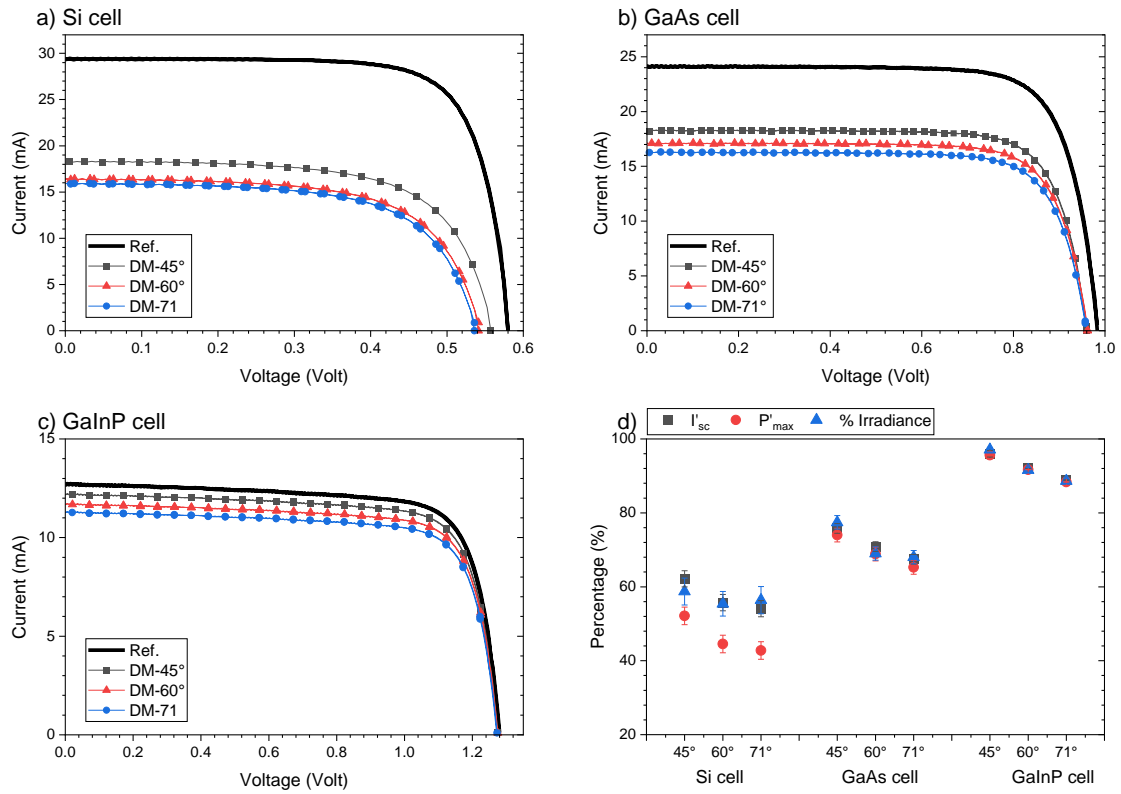 a) Si cell
30
25
20
15
10
5
0
Current (mA)
Ref.
DM-45°
DM-60°
DM-71
0.0 0.1 0.2 0.3 0.4 0.5 0.6
Voltage (Volt)
b) GaAs cell
25
20
15
10
5
0
Current (mA)
Ref.
DM-45°
DM-60°
DM-71°
0.0 0.2 0.4 0.6 0.8 1.0
Voltage (Volt)
c) GaInP cell
15
10
5
0
Current (mA)
Ref.
DM-45°
DM-60°
DM-71
0.0 0.2 0.4 0.6 0.8 1.0 1.2
Voltage (Volt)
d)
I'sc P'max % Irradiance
100
80
60
40
20
Percentage (%)
45° 60° 71° 45° 60° 71° 45° 60° 71°
Si cell GaAs cell GaInP cell